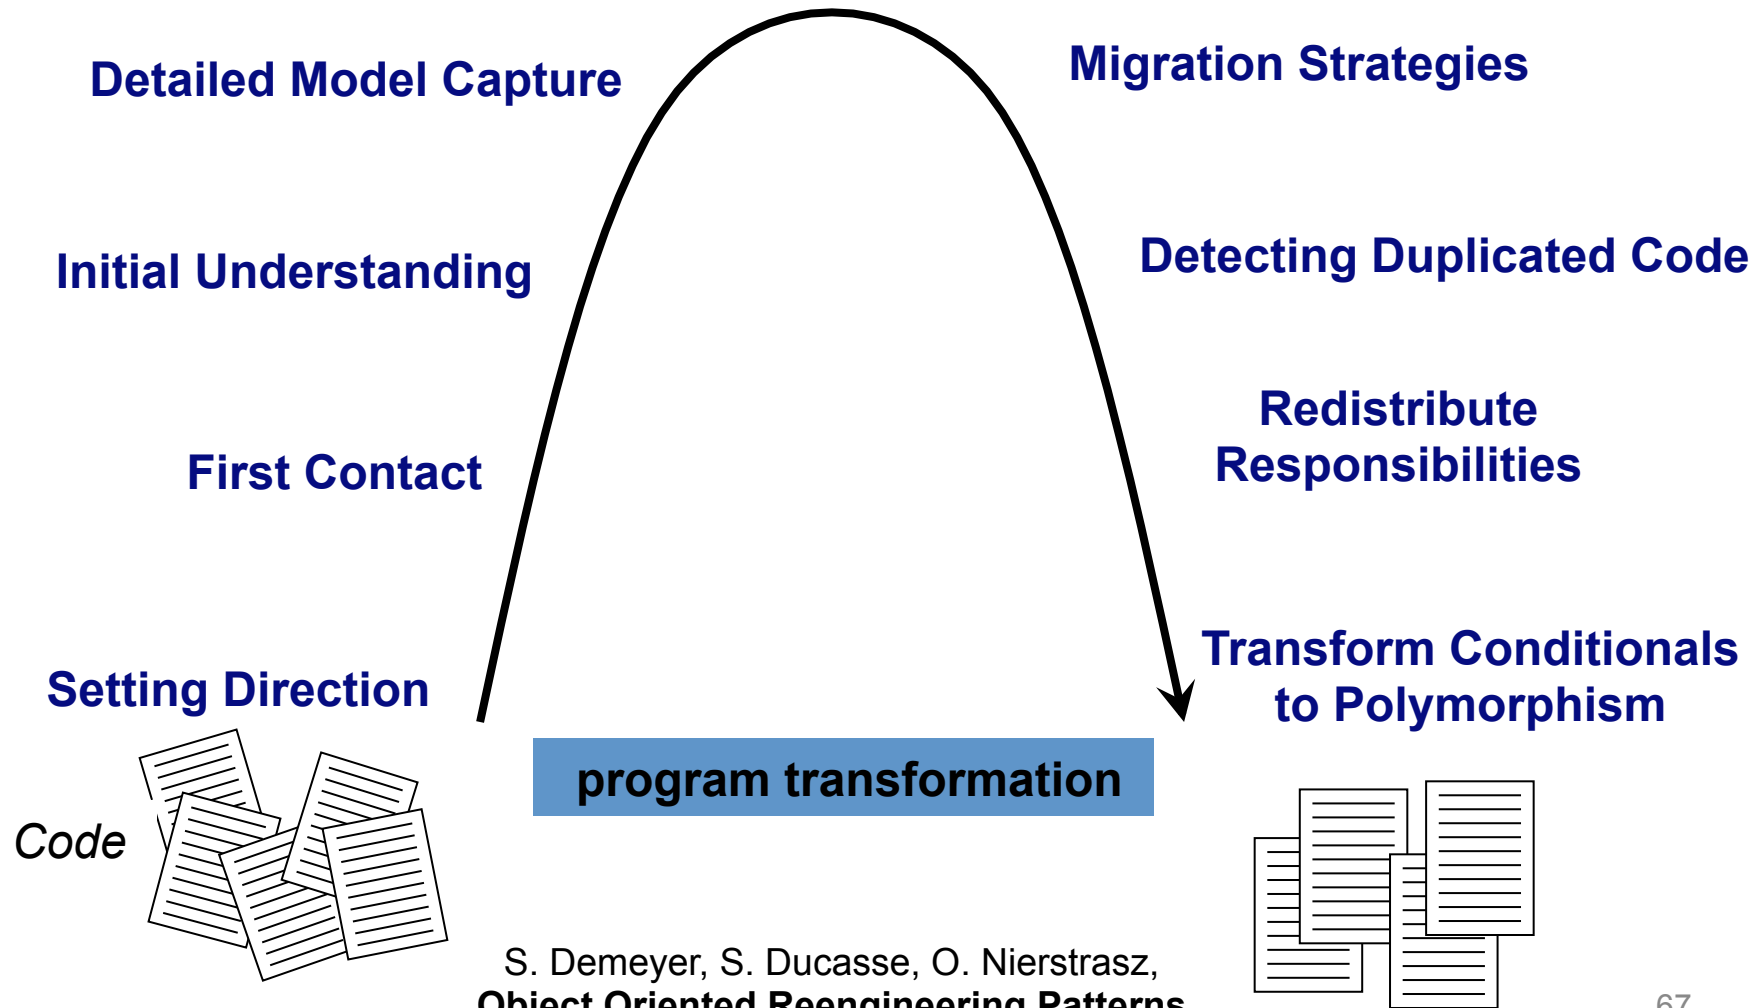 Detailed Model Capture
Migration Strategies
Initial Understanding
Detecting Duplicated Code
First Contact
Redistribute
Responsibilities
Setting Direction
Transform Conditionals
to Polymorphism
program transformation
Code
S. Demeyer, S. Ducasse, O. Nierstrasz,
Object Oriented Reengineering Patterns
67